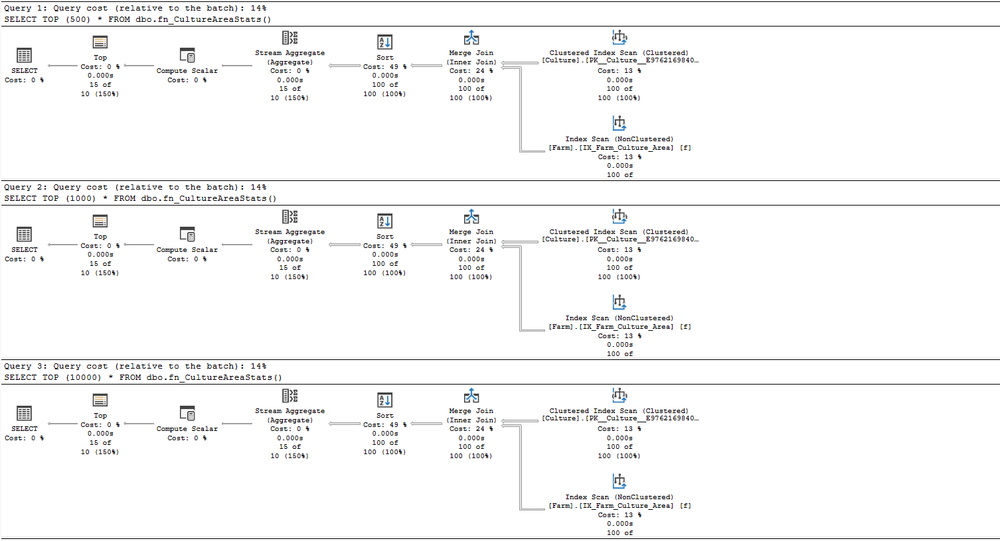 Query 1: Query cost (relative to the batch): 14%
SELECT TOP (500) * FROM dbo.fn_CultureAreaStats()
SELECT
Cost: 0 %
Top
Cost: 0 %
0.000s
15 of
10 (150%)
Compute Scalar
Cost: 0 %
Stream Aggregate
(Aggregate)
Cost: 0 %
0.000s
15 of
10 (150%)
Sort
Cost: 49 %
0.000s
100 of
100 (100%)
Merge Join
(Inner Join)
Cost: 24 %
0.000s
100 of
100 (100%)
Clustered Index Scan (Clustered)
[Culture].[PK__Culture__E9762169840…
Cost: 13 %
0.000s
100 of
100 (100%)
Index Scan (NonClustered)
[Farm].[IX_Farm_Culture_Area] [f]
Cost: 13 %
0.000s
100 of
Query 2: Query cost (relative to the batch): 14%
SELECT TOP (1000) * FROM dbo.fn_CultureAreaStats()
SELECT
Cost: 0 %
Top
Cost: 0 %
0.000s
15 of
10 (150%)
Compute Scalar
Cost: 0 %
Stream Aggregate
(Aggregate)
Cost: 0 %
0.000s
15 of
10 (150%)
Sort
Cost: 49 %
0.000s
100 of
100 (100%)
Merge Join
(Inner Join)
Cost: 24 %
0.000s
100 of
100 (100%)
Clustered Index Scan (Clustered)
[Culture].[PK__Culture__E9762169840…
Cost: 13 %
0.000s
100 of
100 (100%)
Index Scan (NonClustered)
[Farm].[IX_Farm_Culture_Area] [f]
Cost: 13 %
0.000s
100 of
Query 3: Query cost (relative to the batch): 14%
SELECT TOP (10000) * FROM dbo.fn_CultureAreaStats()
SELECT
Cost: 0 %
Top
Cost: 0 %
0.000s
15 of
10 (150%)
Compute Scalar
Cost: 0 %
Stream Aggregate
(Aggregate)
Cost: 0 %
0.000s
15 of
10 (150%)
Sort
Cost: 49 %
0.000s
100 of
100 (100%)
Merge Join
(Inner Join)
Cost: 24 %
0.000s
100 of
100 (100%)
Clustered Index Scan (Clustered)
[Culture].[PK__Culture__E9762169840…
Cost: 13 %
0.000s
100 of
100 (100%)
Index Scan (NonClustered)
[Farm].[IX_Farm_Culture_Area] [f]
Cost: 13 %
0.000s
100 of